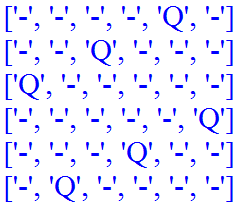 ['-', '-', '-', '-', 'Q', '-']
['-', '-', 'Q', '-', '-', '-']
['Q', '-', '-', '-', '-', '-']
['-', '-', '-', '-', '-', 'Q']
['-', '-', '-', 'Q', '-', '-']
['-', 'Q', '-', '-', '-', '-']